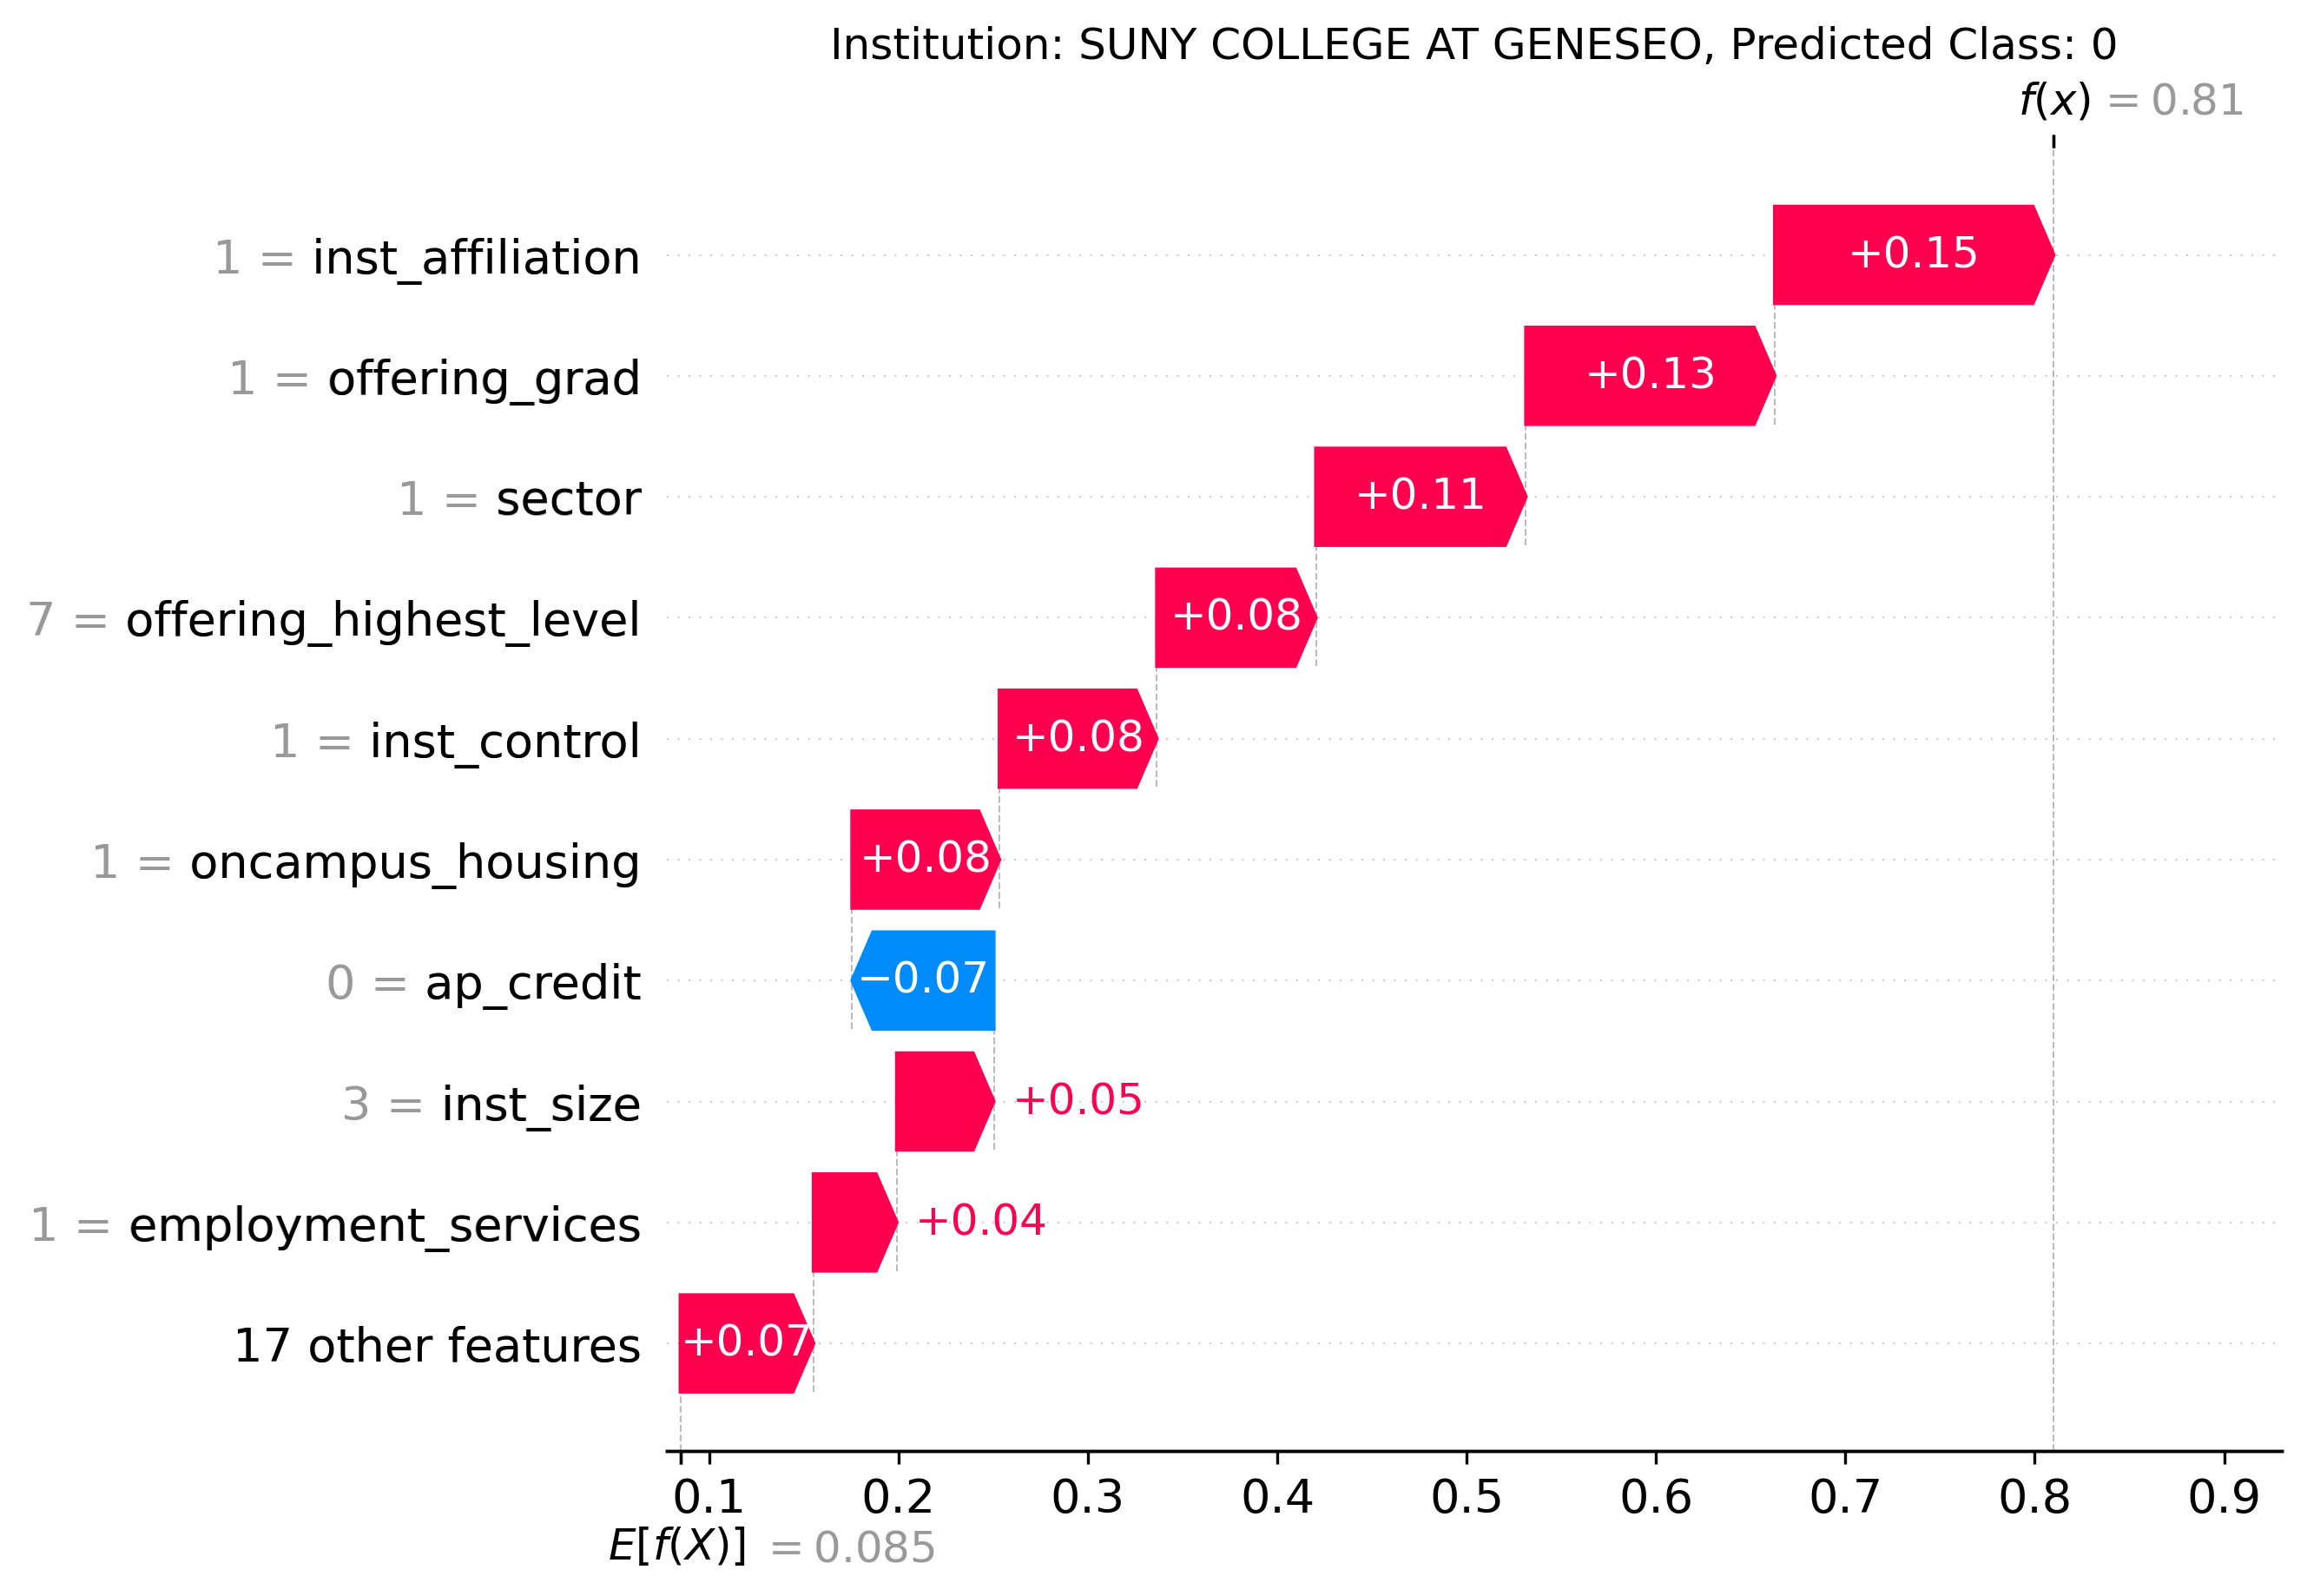 Institution: SUNY COLLEGE AT GENESEO, Predicted Class: 0
f(x) = 0.81
1 = inst_affiliation +0.15
1 = offering_grad +0.13
1 = sector +0.11
7 = offering_highest_level +0.08
1 = inst_control +0.08
1 = oncampus_housing +0.08
0 = ap_credit −0.07
3 = inst_size +0.05
1 = employment_services +0.04
17 other features +0.07
0.1 0.2 0.3 0.4 0.5 0.6 0.7 0.8 0.9
E[f(X)] = 0.085